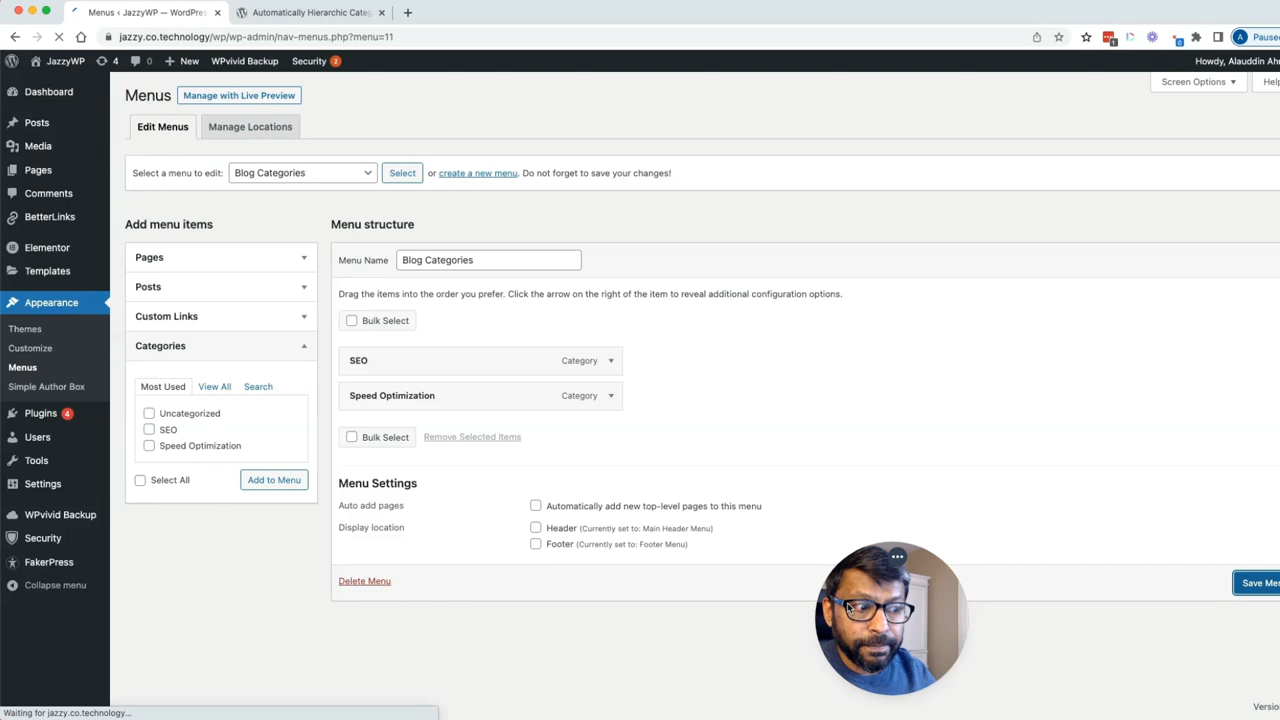 Menus ‹ JazzyWP — WordPres
Automatically Hierarchic Categ
jazzy.co.technology/wp/wp-admin/nav-menus.php?menu=11
1
6
A
Paused
JazzyWP
4
0
New
WPvivid Backup
Security
2
Howdy, Alauddin Ah
Dashboard
Posts
Media
Pages
Comments
BetterLinks
Elementor
Templates
Appearance
Themes
Customize
Menus
Simple Author Box
Plugins
4
Users
Tools
Settings
WPvivid Backup
Security
FakerPress
Collapse menu
Screen Options
Help
Menus
Manage with Live Preview
Edit Menus
Manage Locations
Select a menu to edit:
Blog Categories
Select
or create a new menu. Do not forget to save your changes!
Add menu items
Pages
Posts
Custom Links
Categories
Most Used
View All
Search
Uncategorized
SEO
Speed Optimization
Select All
Add to Menu
Menu structure
Menu Name
Blog Categories
Drag the items into the order you prefer. Click the arrow on the right of the item to reveal additional configuration options.
Bulk Select
SEO
Category
Speed Optimization
Category
Bulk Select
Remove Selected Items
Menu Settings
Auto add pages
Automatically add new top-level pages to this menu
Display location
Header (Currently set to: Main Header Menu)
Footer (Currently set to: Footer Menu)
Delete Menu
Save Men
Versio
Waiting for jazzy.co.technology...